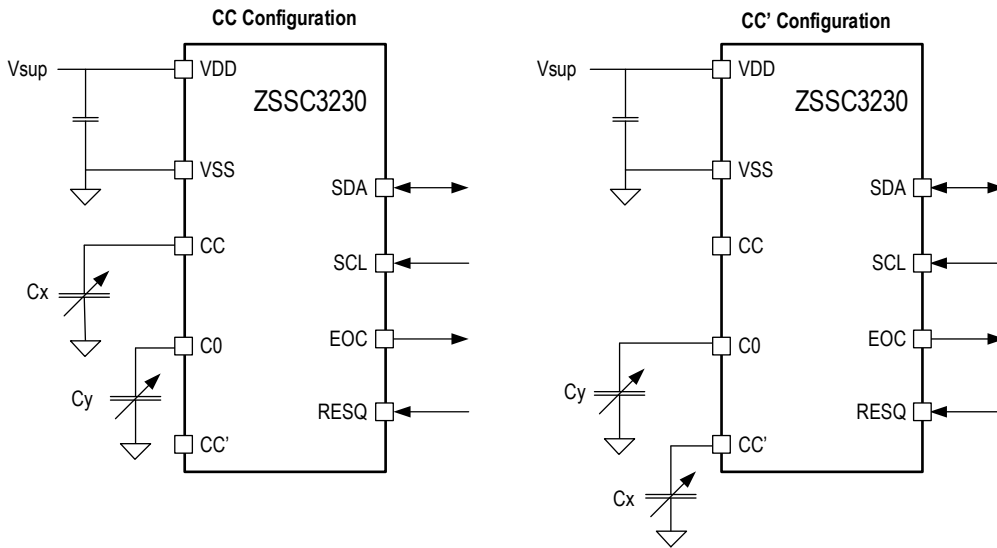 CC Configuration
Vsup
VDD
ZSSC3230
VSS
SDA
CC
SCL
Cx
C0
EOC
Cy
RESQ
CC’
CC’ Configuration
Vsup
VDD
ZSSC3230
VSS
SDA
CC
SCL
C0
EOC
Cy
RESQ
CC’
Cx